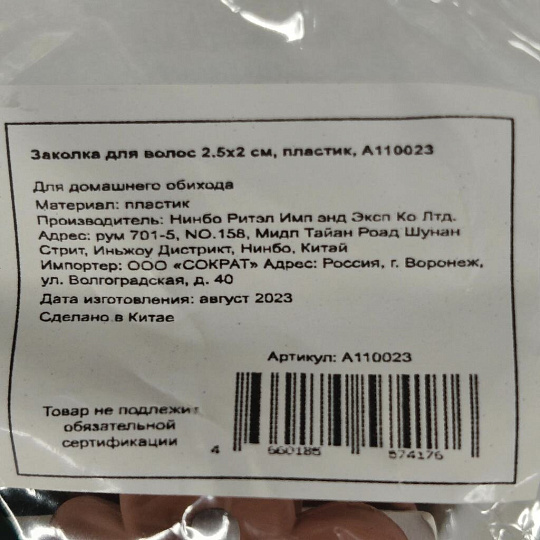 Заколка для волос 2.5х2 см, пластик, А110023
Для домашнего обихода
Материал: пластик
Производитель: Нинбо Ритэл Имп энд Эксп Ко Лтд.
Адрес: рум 701-5, NO.158, Мидл Тайан Роад Шунан
Стрит, Иньжоу Дистрикт, Нинбо, Китай
Импортер: ООО «СОКРАТ» Адрес: Россия, г. Воронеж,
ул. Волгоградская, д. 40
Дата изготовления: август 2023
Сделано в Китае
Артикул: А110023
Товар не подлежит
обязательной
сертификации
4 660185 574176